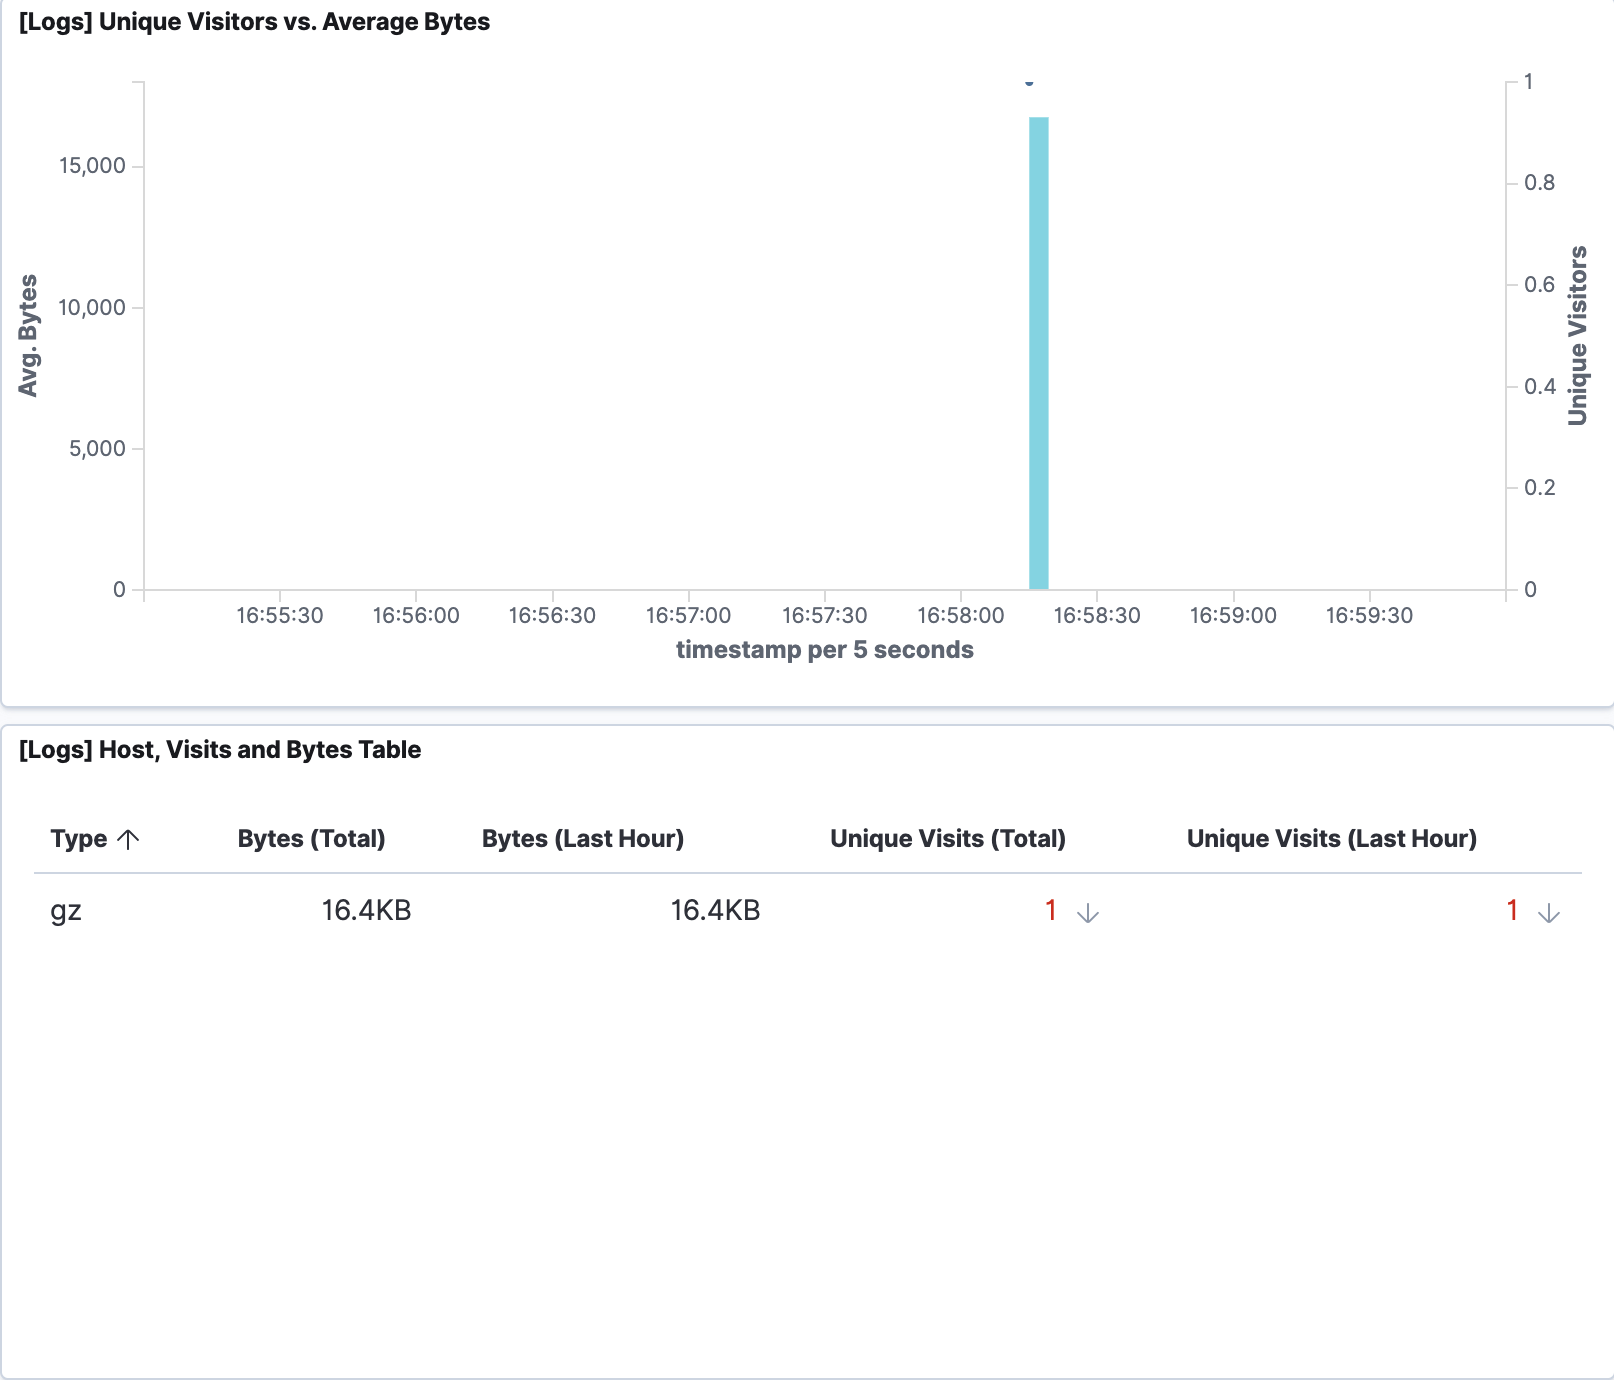 [Logs] Unique Visitors vs. Average Bytes
Avg. Bytes
15,000
10,000
5,000
0
1
0.8
0.6
0.4
0.2
0
Unique Visitors
16:55:30 16:56:00 16:56:30 16:57:00 16:57:30 16:58:00 16:58:30 16:59:00 16:59:30
timestamp per 5 seconds
[Logs] Host, Visits and Bytes Table
Type ↑ Bytes (Total) Bytes (Last Hour) Unique Visits (Total) Unique Visits (Last Hour)
gz 16.4KB 16.4KB 1 ↓ 1 ↓